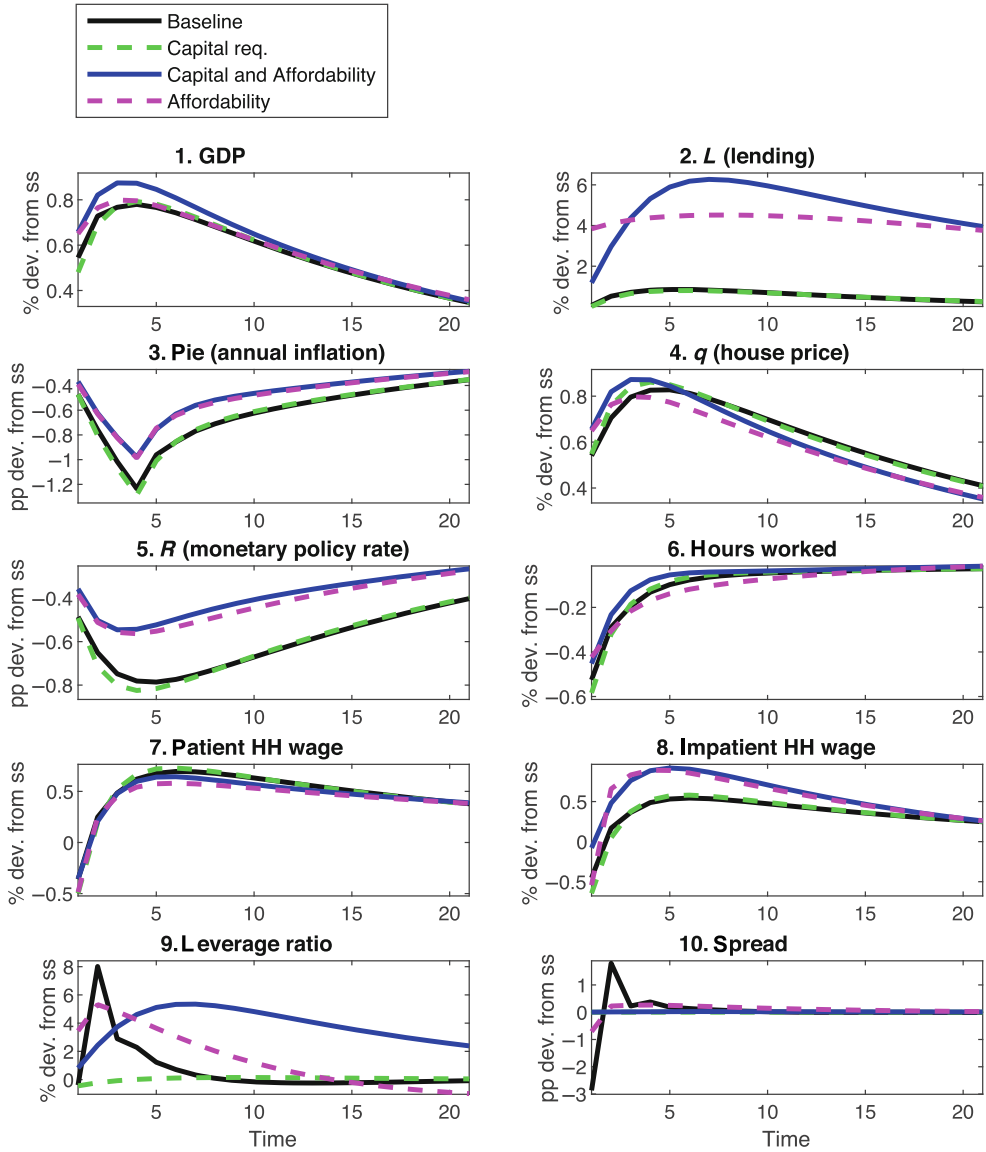 Baseline
Capital req.
Capital and Affordability
Affordability
1. GDP
% dev. from ss
0.8
0.6
0.4
5 10 15 20
2. L (lending)
% dev. from ss
6
4
2
5 10 15 20
3. Pie (annual inflation)
pp dev. from ss
−0.4
−0.6
−0.8
−1
−1.2
5 10 15 20
4. q (house price)
% dev. from ss
0.8
0.6
0.4
5 10 15 20
5. R (monetary policy rate)
pp dev. from ss
−0.4
−0.6
−0.8
5 10 15 20
6. Hours worked
% dev. from ss
−0.2
−0.4
−0.6
5 10 15 20
7. Patient HH wage
% dev. from ss
0.5
0
−0.5
5 10 15 20
8. Impatient HH wage
% dev. from ss
0.5
0
−0.5
5 10 15 20
9. Leverage ratio
% dev. from ss
8
6
4
2
0
5 10 15 20
Time
10. Spread
pp dev. from ss
1
0
−1
−2
−3
5 10 15 20
Time